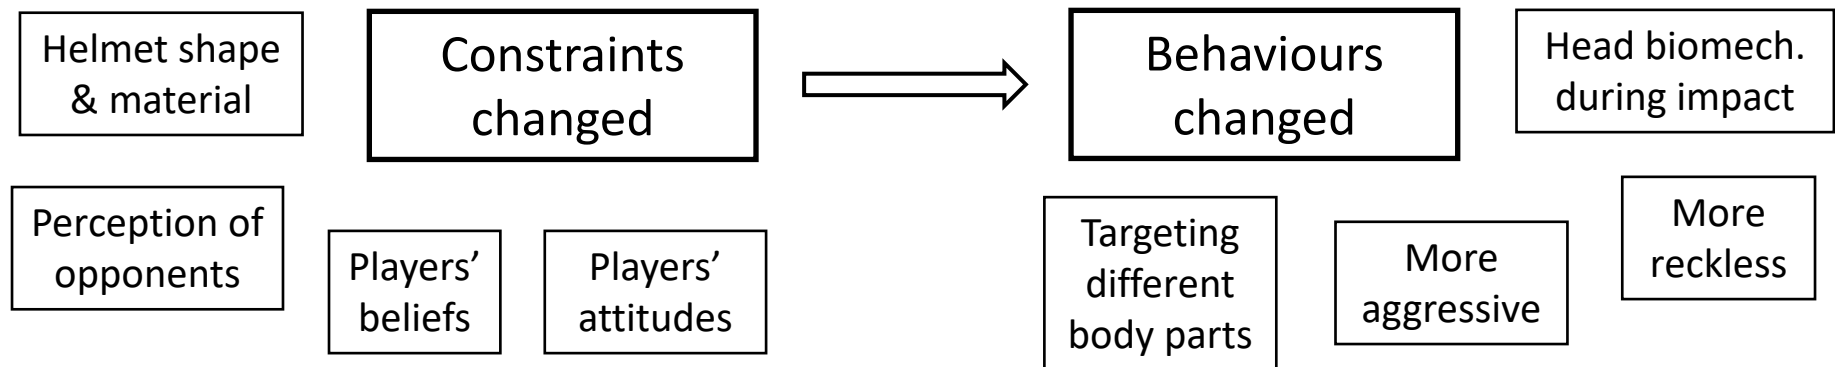 Helmet shape
& material
Constraints
changed
Behaviours
changed
Head biomech.
during impact
Perception of
opponents
Players’
beliefs
Players’
attitudes
Targeting
different
body parts
More
aggressive
More
reckless